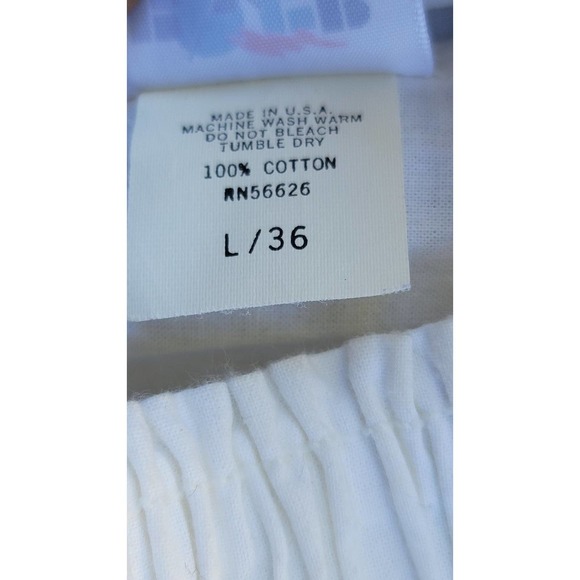 MADE IN U.S.A.
MACHINE WASH WARM
DO NOT BLEACH
TUMBLE DRY
100% COTTON
RN56626
L/36